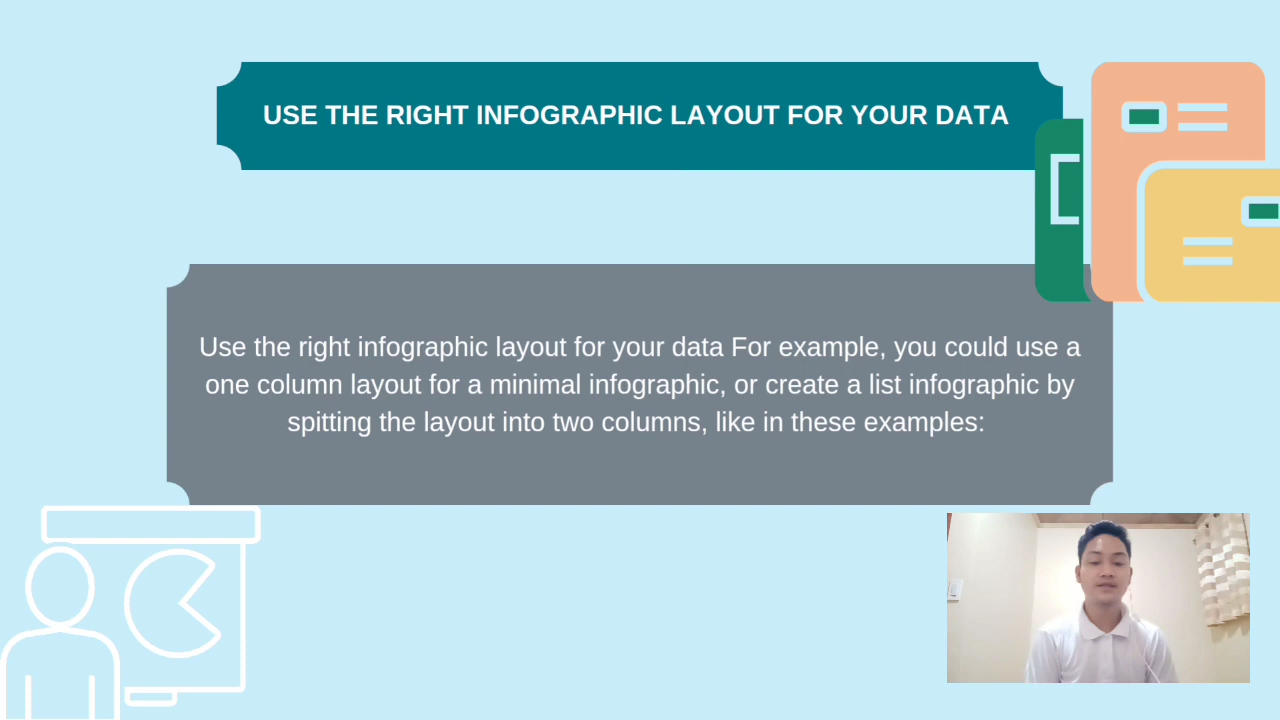 USE THE RIGHT INFOGRAPHIC LAYOUT FOR YOUR DATA
Use the right infographic layout for your data For example, you could use a
one column layout for a minimal infographic, or create a list infographic by
spitting the layout into two columns, like in these examples: